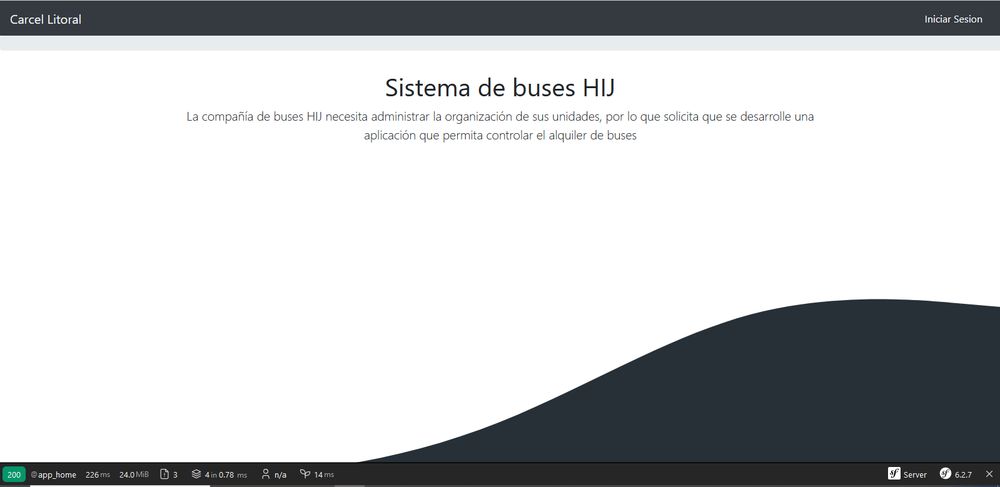 Carcel Litoral
Iniciar Sesion
Sistema de buses HIJ
La compañía de buses HIJ necesita administrar la organización de sus unidades, por lo que solicita que se desarrolle una
aplicación que permita controlar el alquiler de buses
200 @app_home 226 ms 24.0 MiB 3 4 in 0.78 ms n/a 14 ms sf Server sf 6.2.7